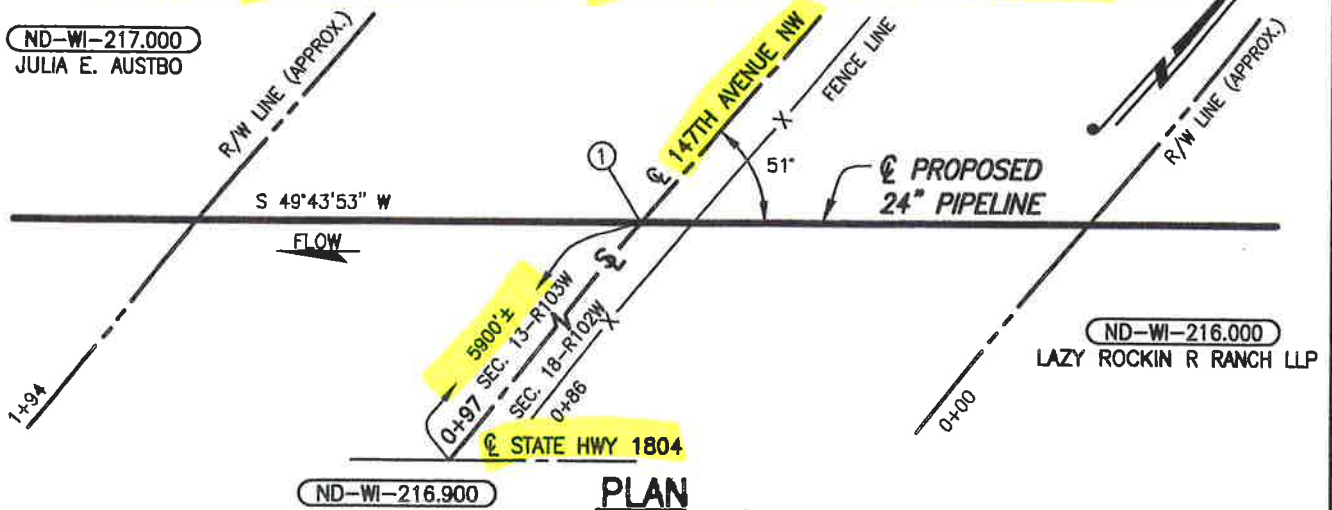 ND-WI-217.000
JULIA E. AUSTBO
R/W LINE (APPROX.)
147TH AVENUE NW
FENCE LINE
R/W LINE (APPROX.)
1
51°
℄ PROPOSED
24" PIPELINE
S 49°43'53" W
FLOW
5900'±
SEC. 13-R103W
SEC. 18-R102W
ND-WI-216.000
LAZY ROCKIN R RANCH LLP
1+94
0+97
0+86
0+00
℄ STATE HWY 1804
ND-WI-216.900
PLAN